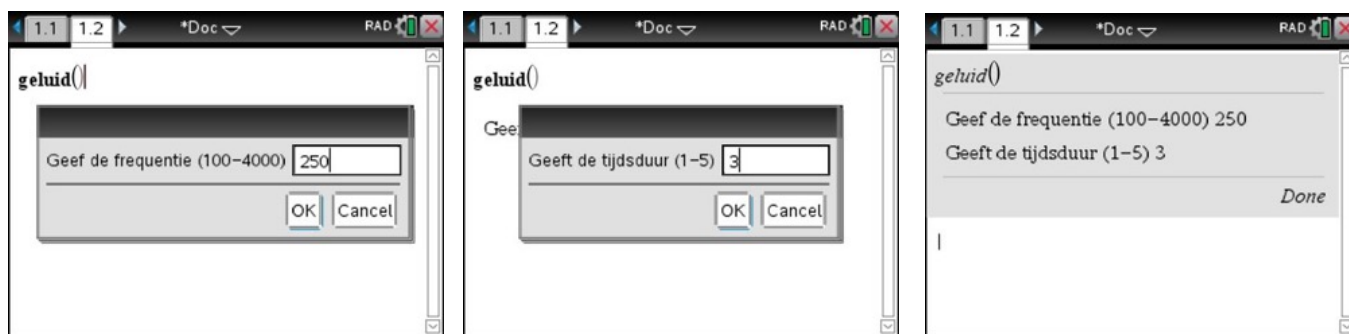 1.1 1.2 *Doc RAD
geluid()
Geef de frequentie (100–4000) 250
OK Cancel
1.1 1.2 *Doc RAD
geluid()
Gee
Geeft de tijdsduur (1–5) 3
OK Cancel
1.1 1.2 *Doc RAD
geluid()
Geef de frequentie (100–4000) 250
Geeft de tijdsduur (1–5) 3
Done